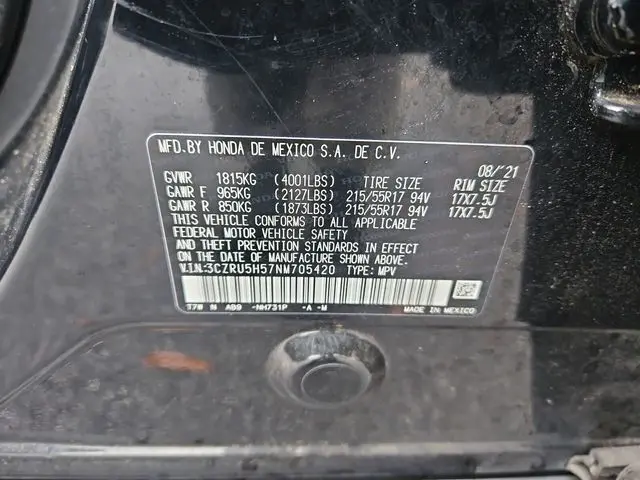 MFD.BY HONDA DE MEXICO S.A. DE C.V.
08/'21
GVWR 1815KG (4001LBS) TIRE SIZE RIM SIZE
GAWR F 965KG (2127LBS) 215/55R17 94V 17X7.5J
GAWR R 850KG (1873LBS) 215/55R17 94V 17X7.5J
THIS VEHICLE CONFORMS TO ALL APPLICABLE
FEDERAL MOTOR VEHICLE SAFETY
AND THEFT PREVENTION STANDARDS IN EFFECT
ON THE DATE OF MANUFACTURE SHOWN ABOVE.
V.I.N:3CZRU5H57NM705420 TYPE: MPV
N A99 -NH731P -A -M MADE IN MEXICO